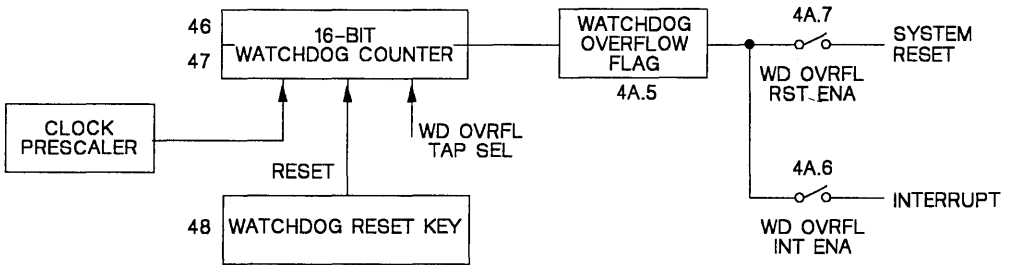 46
47
16-BIT
WATCHDOG COUNTER
WATCHDOG
OVERFLOW
FLAG
4A.5
4A.7
WD OVRFL
RST ENA
SYSTEM
RESET
CLOCK
PRESCALER
WD OVRFL
TAP SEL
RESET
48
WATCHDOG RESET KEY
4A.6
WD OVRFL
INT ENA
INTERRUPT